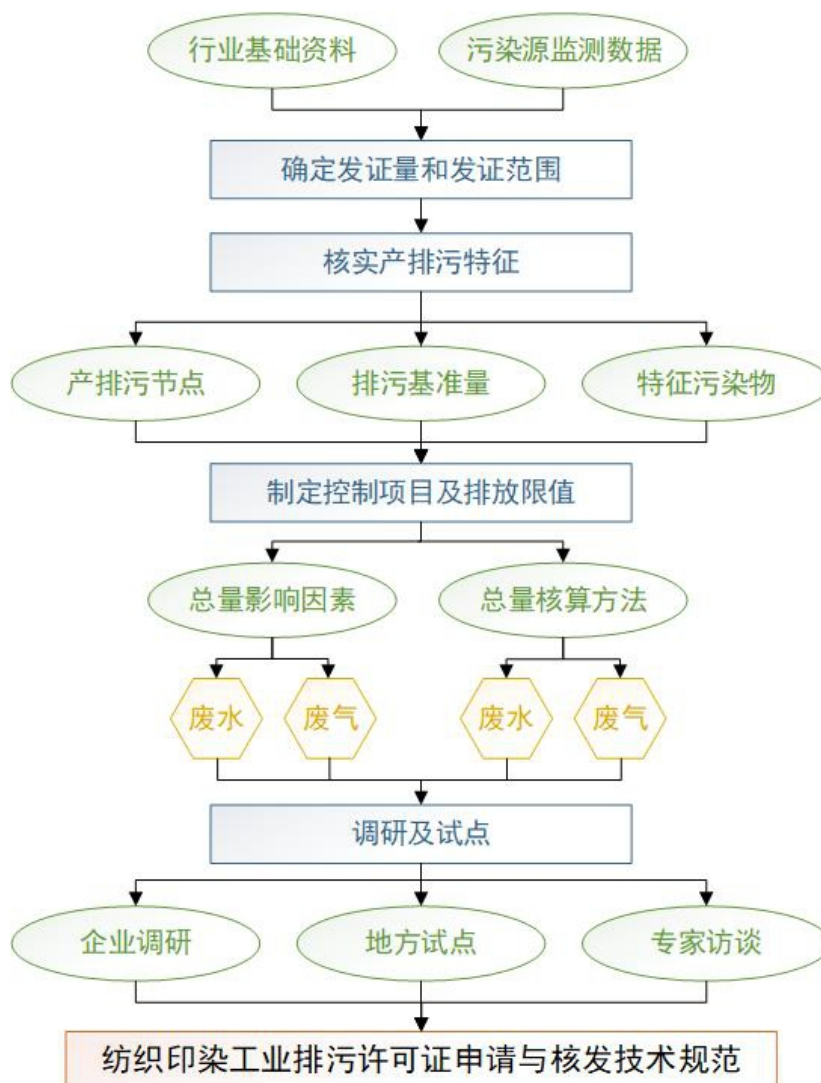 行业基础资料
污染源监测数据
确定发证量和发证范围
核实产排污特征
产排污节点
排污基准量
特征污染物
制定控制项目及排放限值
总量影响因素
总量核算方法
废水
废气
废水
废气
调研及试点
企业调研
地方试点
专家访谈
纺织印染工业排污许可证申请与核发技术规范